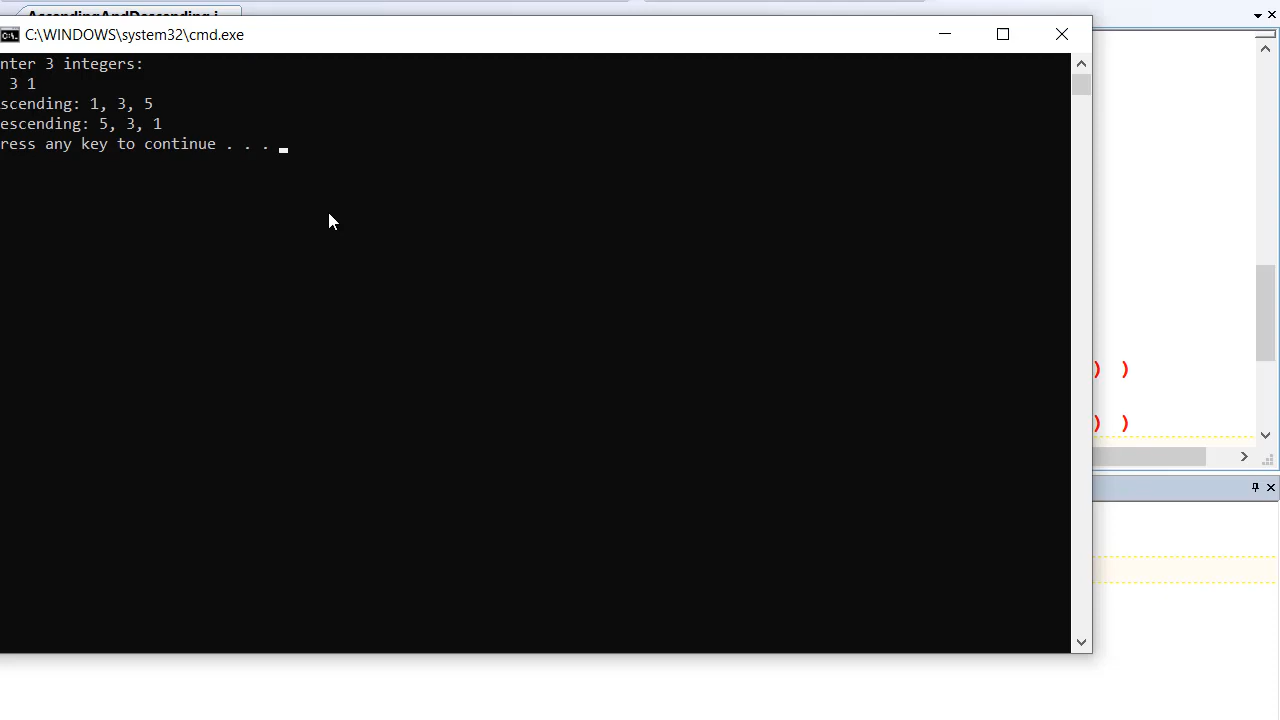 C:\WINDOWS\system32\cmd.exe
nter 3 integers:
3 1
scending: 1, 3, 5
escending: 5, 3, 1
ress any key to continue . . .
) )
) )